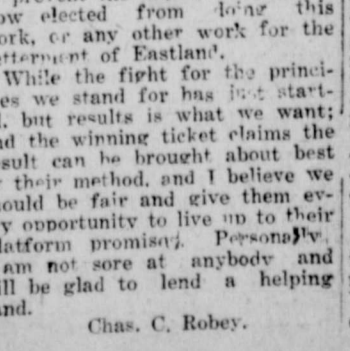 ow elected from doing this
ork, or any other work for the
tterment of Eastland.
While the fight for the princi-
es we stand for has just start-
, but results is what we want;
d the winning ticket claims the
sult can be brought about best
their method, and I believe we
ould be fair and give them ev-
y opportunity to live up to their
latform promises. Personally,
am not sore at anybody and
ill be glad to lend a helping
and.
Chas. C. Robey.